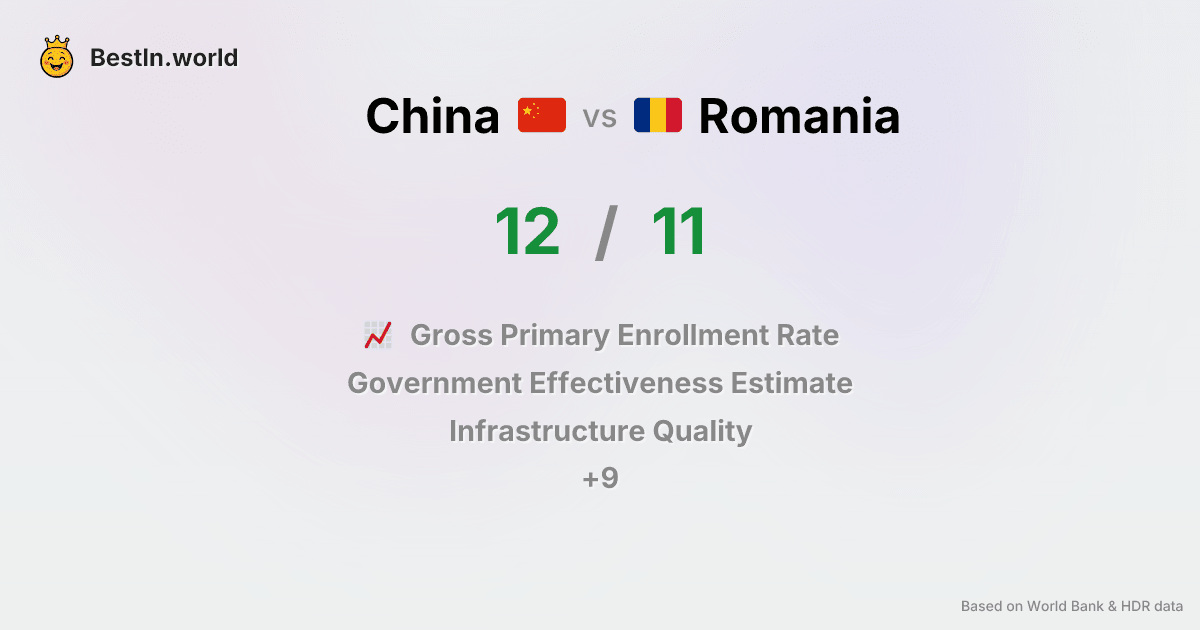 BestIn.world
China vs Romania
12 / 11
Gross Primary Enrollment Rate
Government Effectiveness Estimate
Infrastructure Quality
+9
Based on World Bank & HDR data